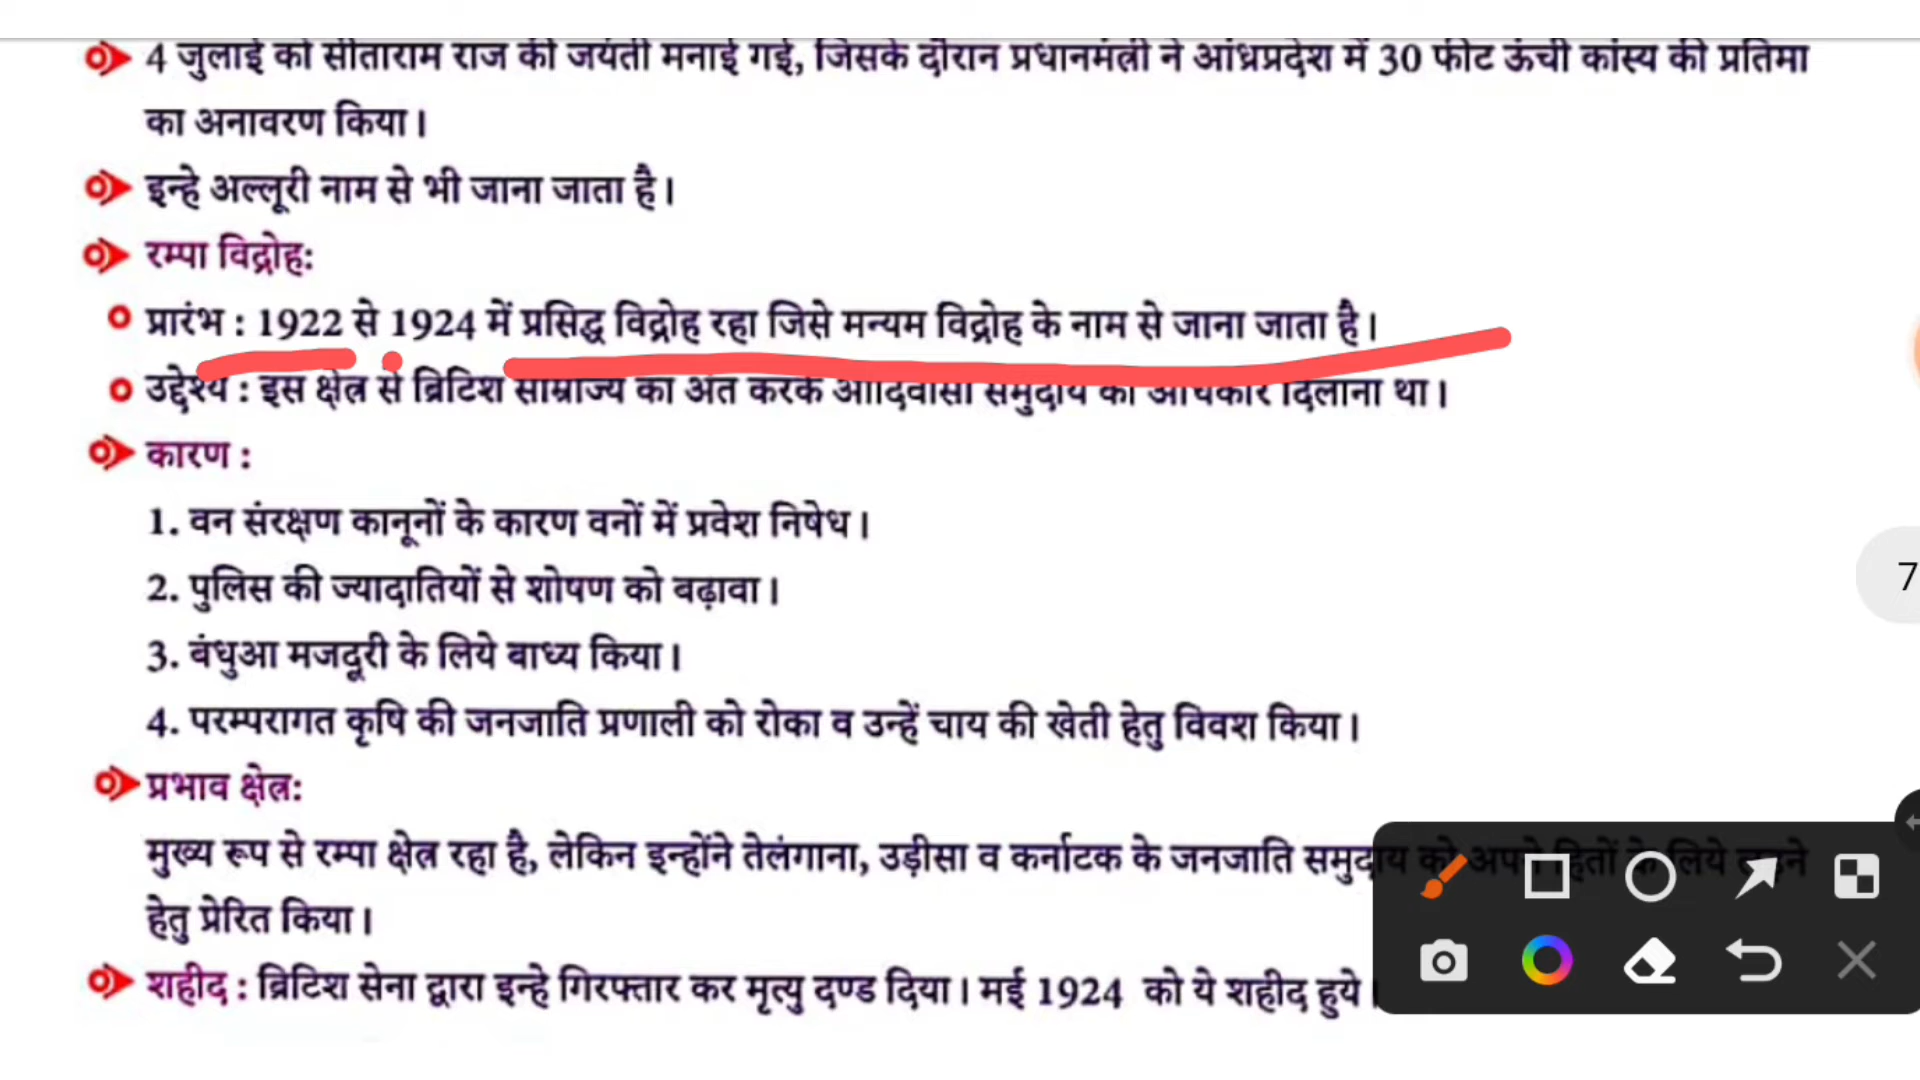 4 जुलाई को सीताराम राज की जयंती मनाई गई, जिसके दौरान प्रधानमंत्री ने आंध्रप्रदेश में 30 फीट ऊंची कांस्य की प्रतिमा
का अनावरण किया।
इन्हे अल्लूरी नाम से भी जाना जाता है।
रम्पा विद्रोह:
प्रारंभ : 1922 से 1924 में प्रसिद्ध विद्रोह रहा जिसे मन्यम विद्रोह के नाम से जाना जाता है।
उद्देश्य : इस क्षेत्र से ब्रिटिश साम्राज्य का अंत करके आदिवासी समुदाय को अधिकार दिलाना था।
कारण :
1. वन संरक्षण कानूनों के कारण वनों में प्रवेश निषेध।
2. पुलिस की ज्यादातियों से शोषण को बढ़ावा।
3. बंधुआ मजदूरी के लिये बाध्य किया।
7
4. परम्परागत कृषि की जनजाति प्रणाली को रोका व उन्हें चाय की खेती हेतु विवश किया।
प्रभाव क्षेत्र:
मुख्य रूप से रम्पा क्षेत्र रहा है, लेकिन इन्होंने तेलंगाना, उड़ीसा व कर्नाटक के जनजाति समुदाय को अपने हितों के लिये लड़ने
हेतु प्रेरित किया।
शहीद : ब्रिटिश सेना द्वारा इन्हे गिरफ्तार कर मृत्यु दण्ड दिया। मई 1924 को ये शहीद हुये।